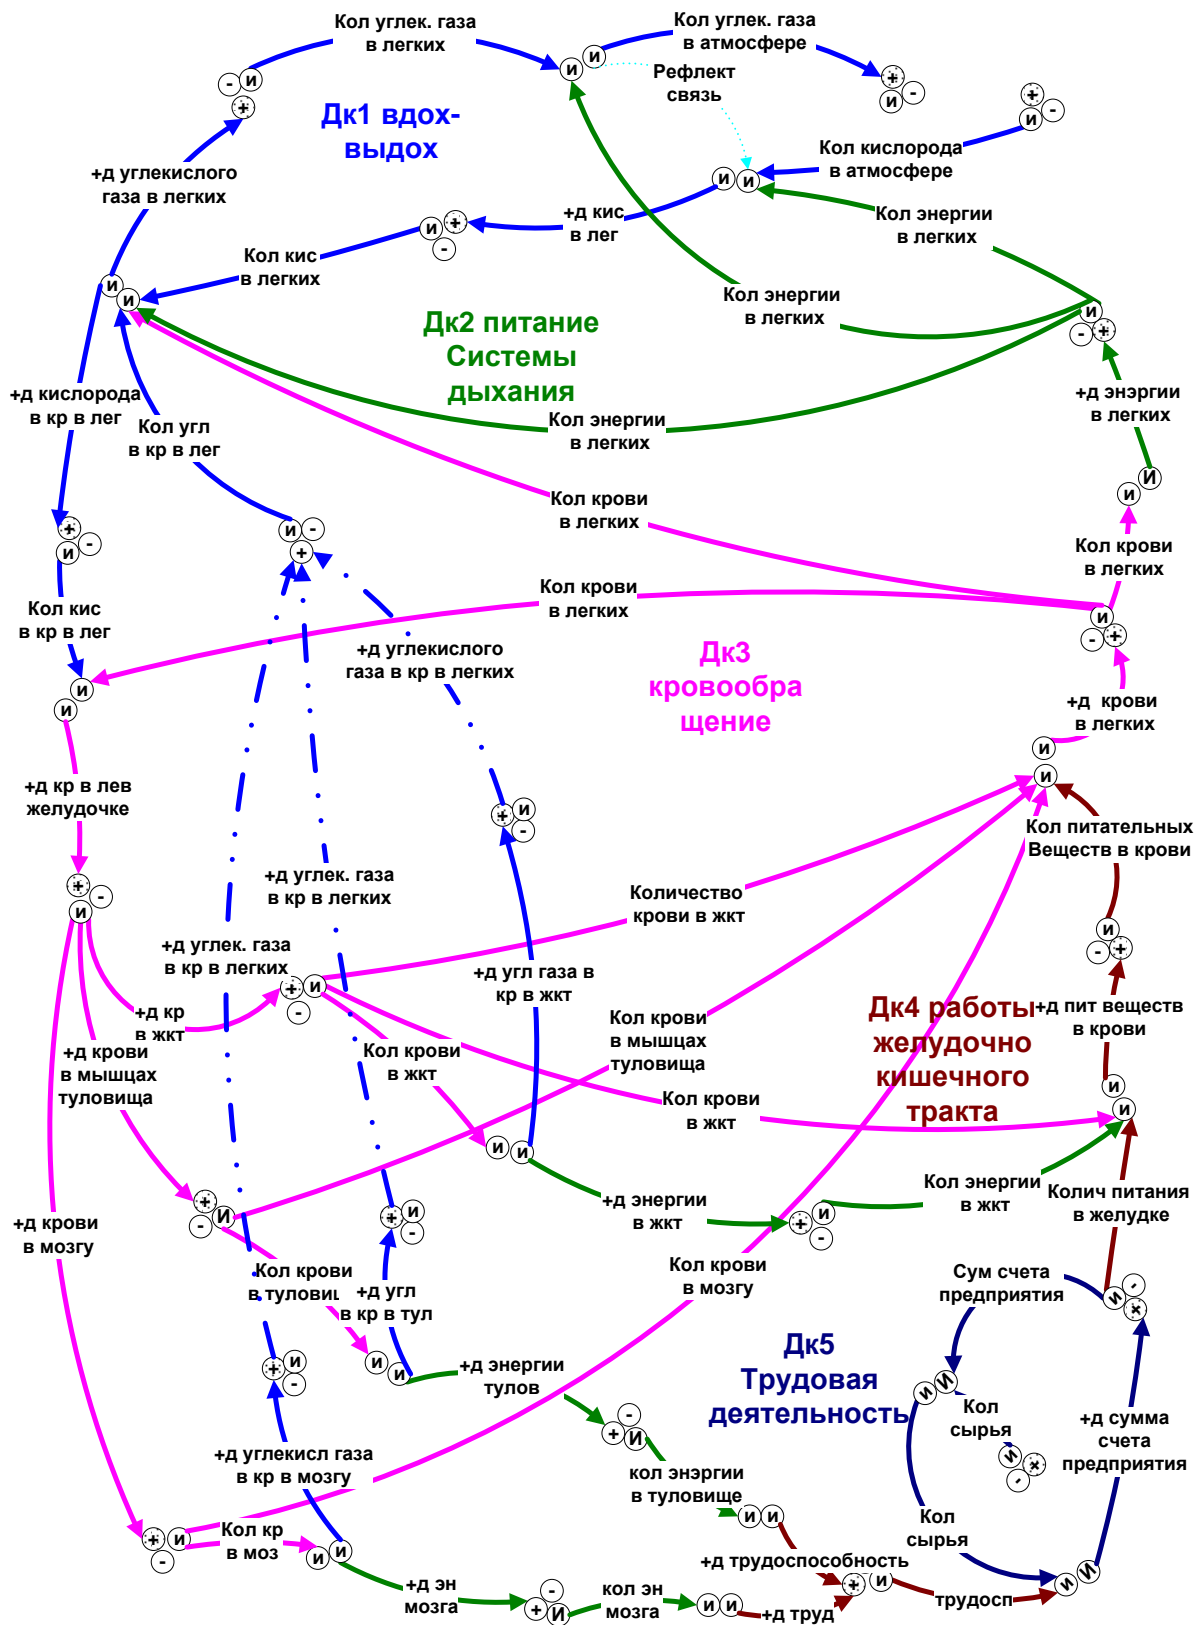 Кол углек. газа
в легких
Кол углек. газа
в атмосфере
Рефлект
связь
Дк1 вдох-
выдох
Кол кислорода
в атмосфере
+д углекислого
газа в легких
+д кис
в лег
Кол энергии
в легких
Кол кис
в легких
Кол энергии
в легких
Дк2 питание
Системы
дыхания
+д кислорода
в кр в лег
+д энэргии
в легких
Кол угл
в кр в лег
Кол энергии
в легких
Кол крови
в легких
Кол крови
в легких
Кол кис
в кр в лег
Кол крови
в легких
+д углекислого
газа в кр в легких
Дк3
кровообра
щение
+д крови
в легких
+д кр в лев
желудочке
Кол питательных
Веществ в крови
+д углек. газа
в кр в легких
Количество
крови в жкт
+д углек. газа
в кр в легких
+д угл газа в
кр в жкт
+д кр
в жкт
Кол крови
в мышцах
туловища
Дк4 работы
желудочно
кишечного
тракта
+д пит веществ
в крови
+д крови
в мышцах
туловища
Кол крови
в жкт
Кол крови
в жкт
+д энергии
в жкт
Кол энергии
в жкт
Колич питания
в желудке
+д крови
в мозгу
Кол крови
в туловищ
+д угл
в кр в тул
Кол крови
в мозгу
Сум счета
предприятия
+д энергии
тулов
Дк5
Трудовая
деятельность
Кол
сырья
+д сумма
счета
предприятия
+д углекисл газа
в кр в мозгу
кол энэргии
в туловище
Кол
сырья
Кол кр
в моз
+д трудоспособность
+д эн
мозга
кол эн
мозга
+д труд
трудосп